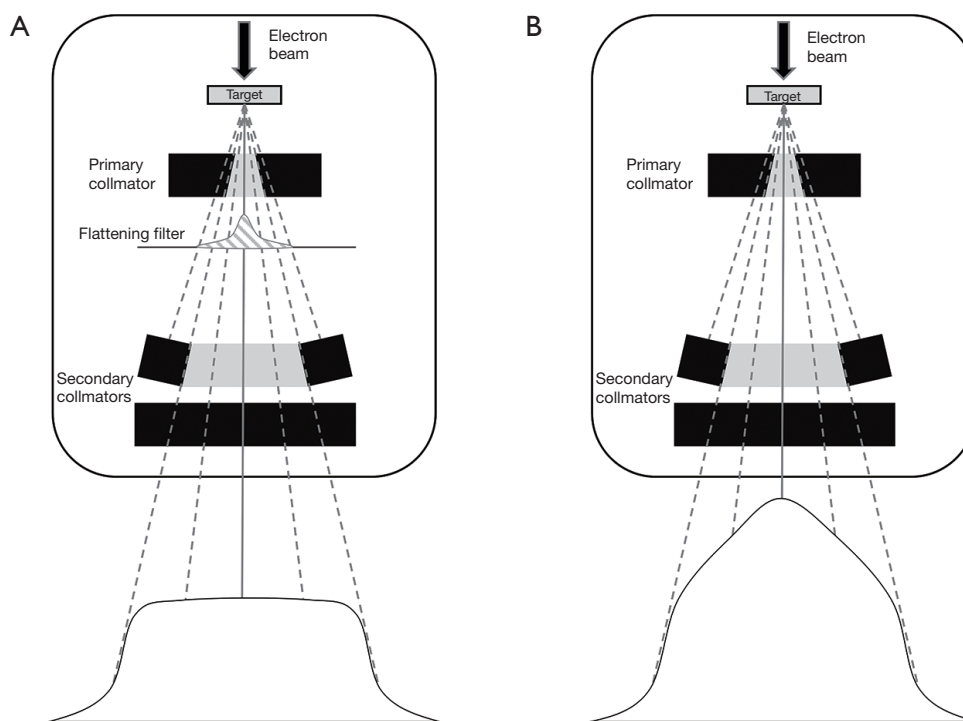 A
Electron
beam
Target
Primary
collmator
Flattening filter
Secondary
collmators
B
Electron
beam
Target
Primary
collmator
Secondary
collmators